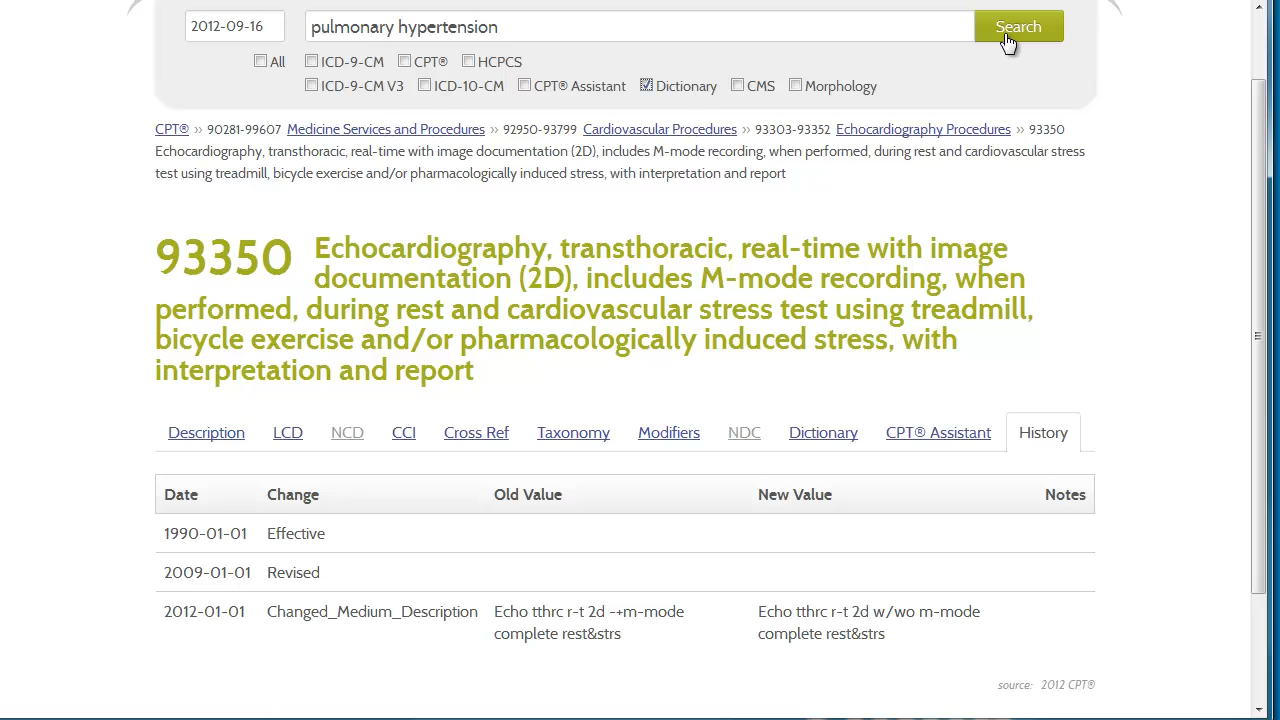 2012-09-16 pulmonary hypertension Search
All ICD-9-CM CPT® HCPCS
ICD-9-CM V3 ICD-10-CM CPT® Assistant Dictionary CMS Morphology
CPT® ›› 90281-99607 Medicine Services and Procedures ›› 92950-93799 Cardiovascular Procedures ›› 93303-93352 Echocardiography Procedures ›› 93350
Echocardiography, transthoracic, real-time with image documentation (2D), includes M-mode recording, when performed, during rest and cardiovascular stress
test using treadmill, bicycle exercise and/or pharmacologically induced stress, with interpretation and report
93350 Echocardiography, transthoracic, real-time with image
documentation (2D), includes M-mode recording, when
performed, during rest and cardiovascular stress test using treadmill,
bicycle exercise and/or pharmacologically induced stress, with
interpretation and report
Description LCD NCD CCI Cross Ref Taxonomy Modifiers NDC Dictionary CPT® Assistant History
Date Change Old Value New Value Notes
1990-01-01 Effective
2009-01-01 Revised
2012-01-01 Changed_Medium_Description Echo tthrc r-t 2d -+m-mode Echo tthrc r-t 2d w/wo m-mode
complete rest&strs complete rest&strs
source: 2012 CPT®